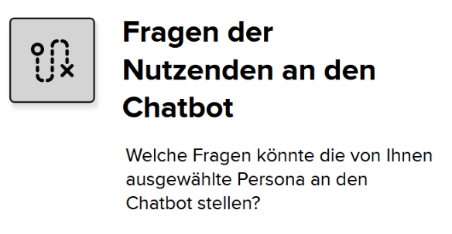 Fragen der
Nutzenden an den
Chatbot
Welche Fragen könnte die von Ihnen
ausgewählte Persona an den
Chatbot stellen?